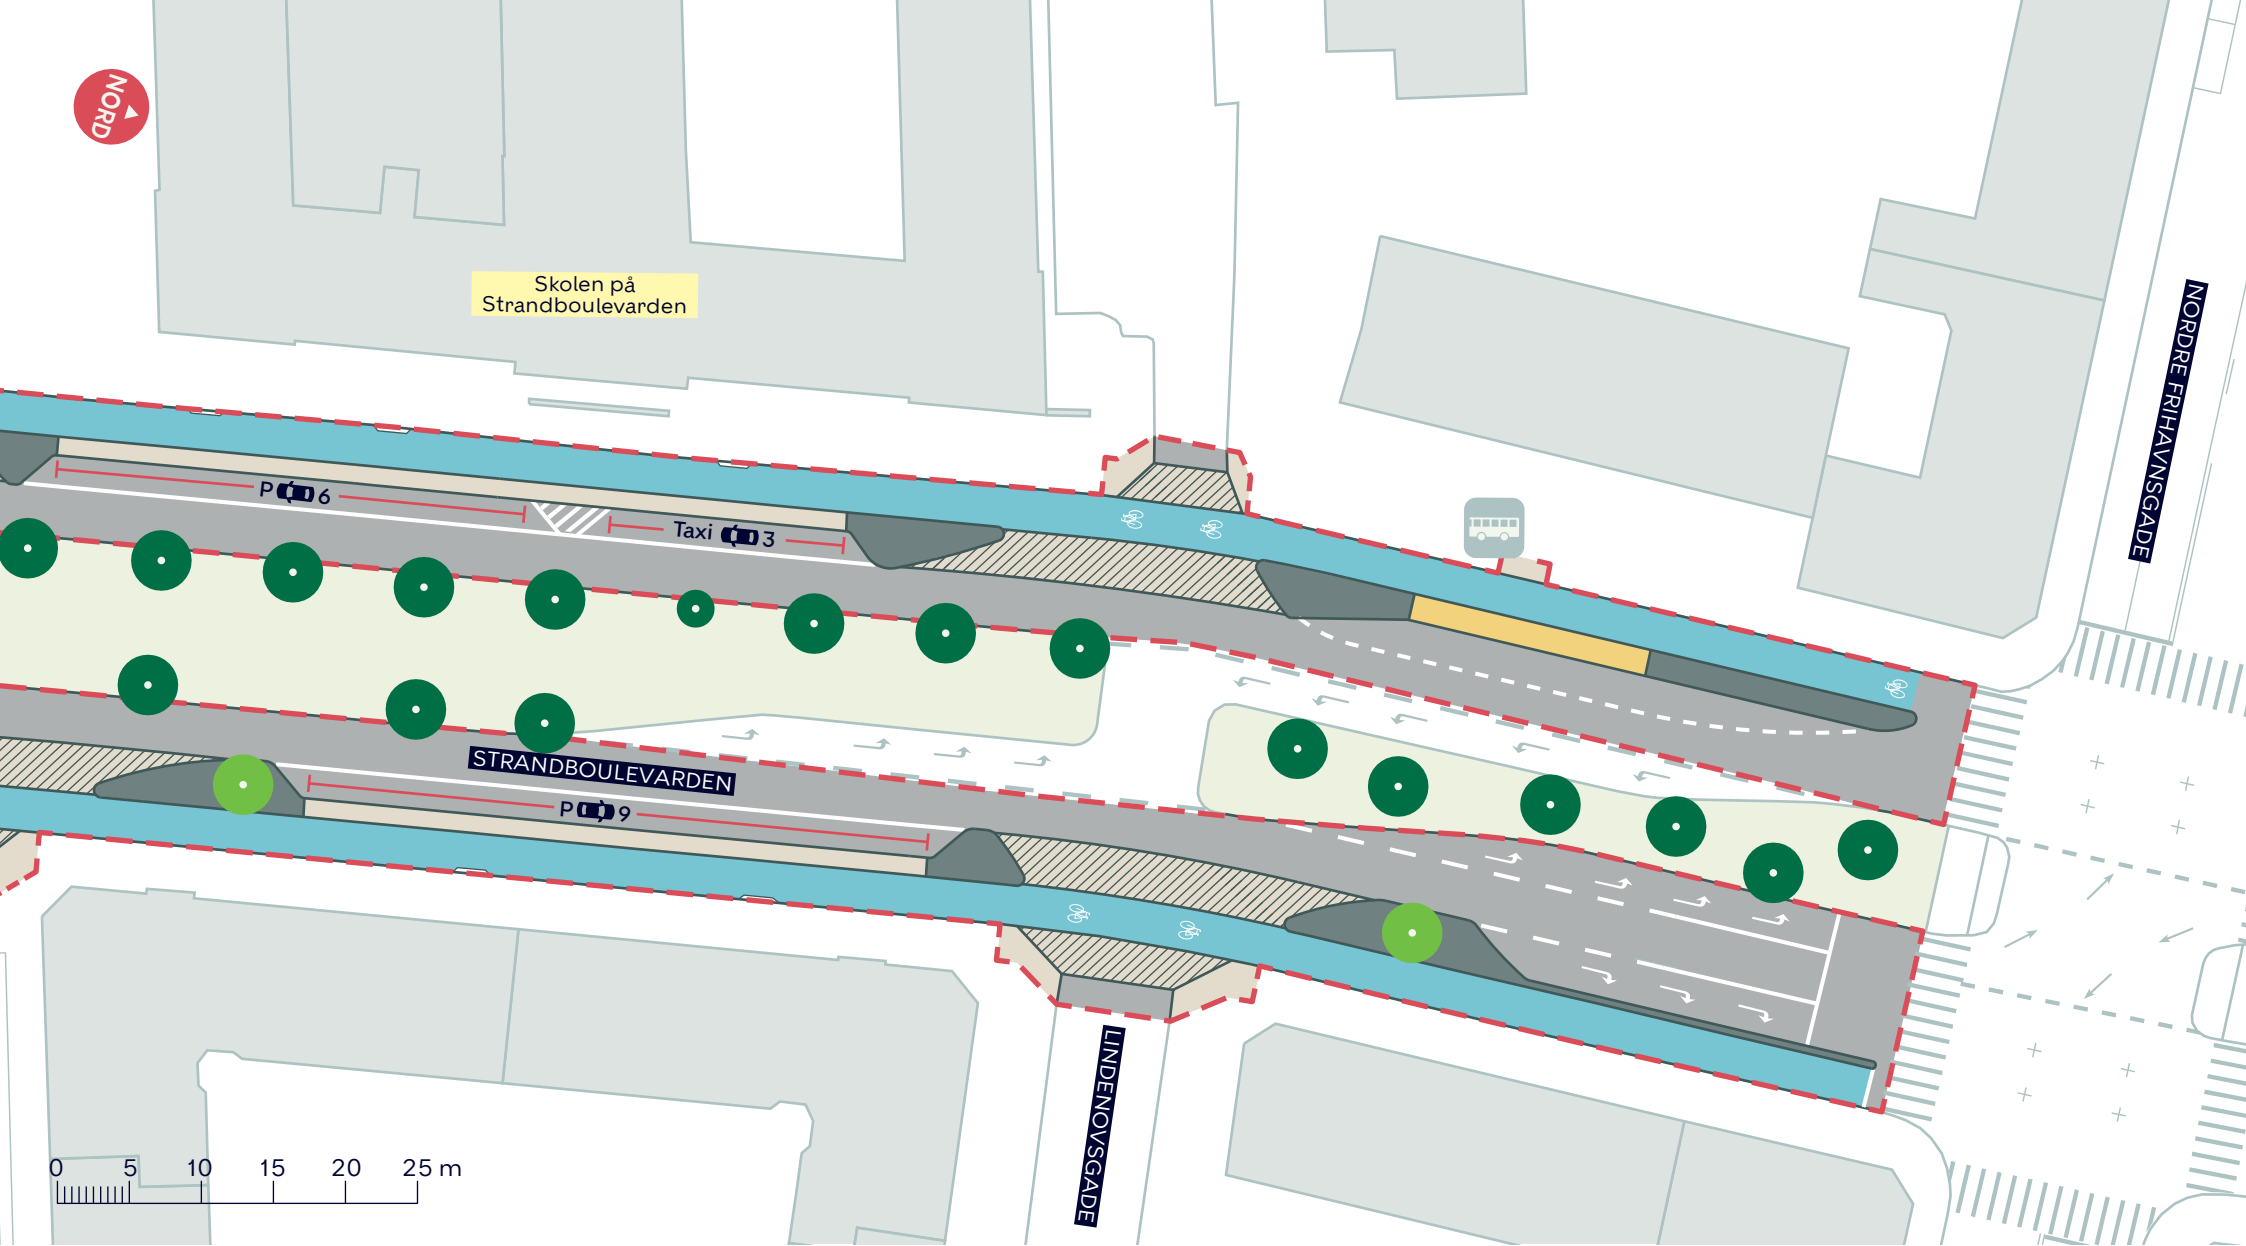 NORD
Skolen på
Strandboulevarden
NORDRE FRIHAVNSGADE
P 6
Taxi 3
STRANDBOULEVARDEN
P 9
LINDENOVSGADE
0 5 10 15 20 25 m